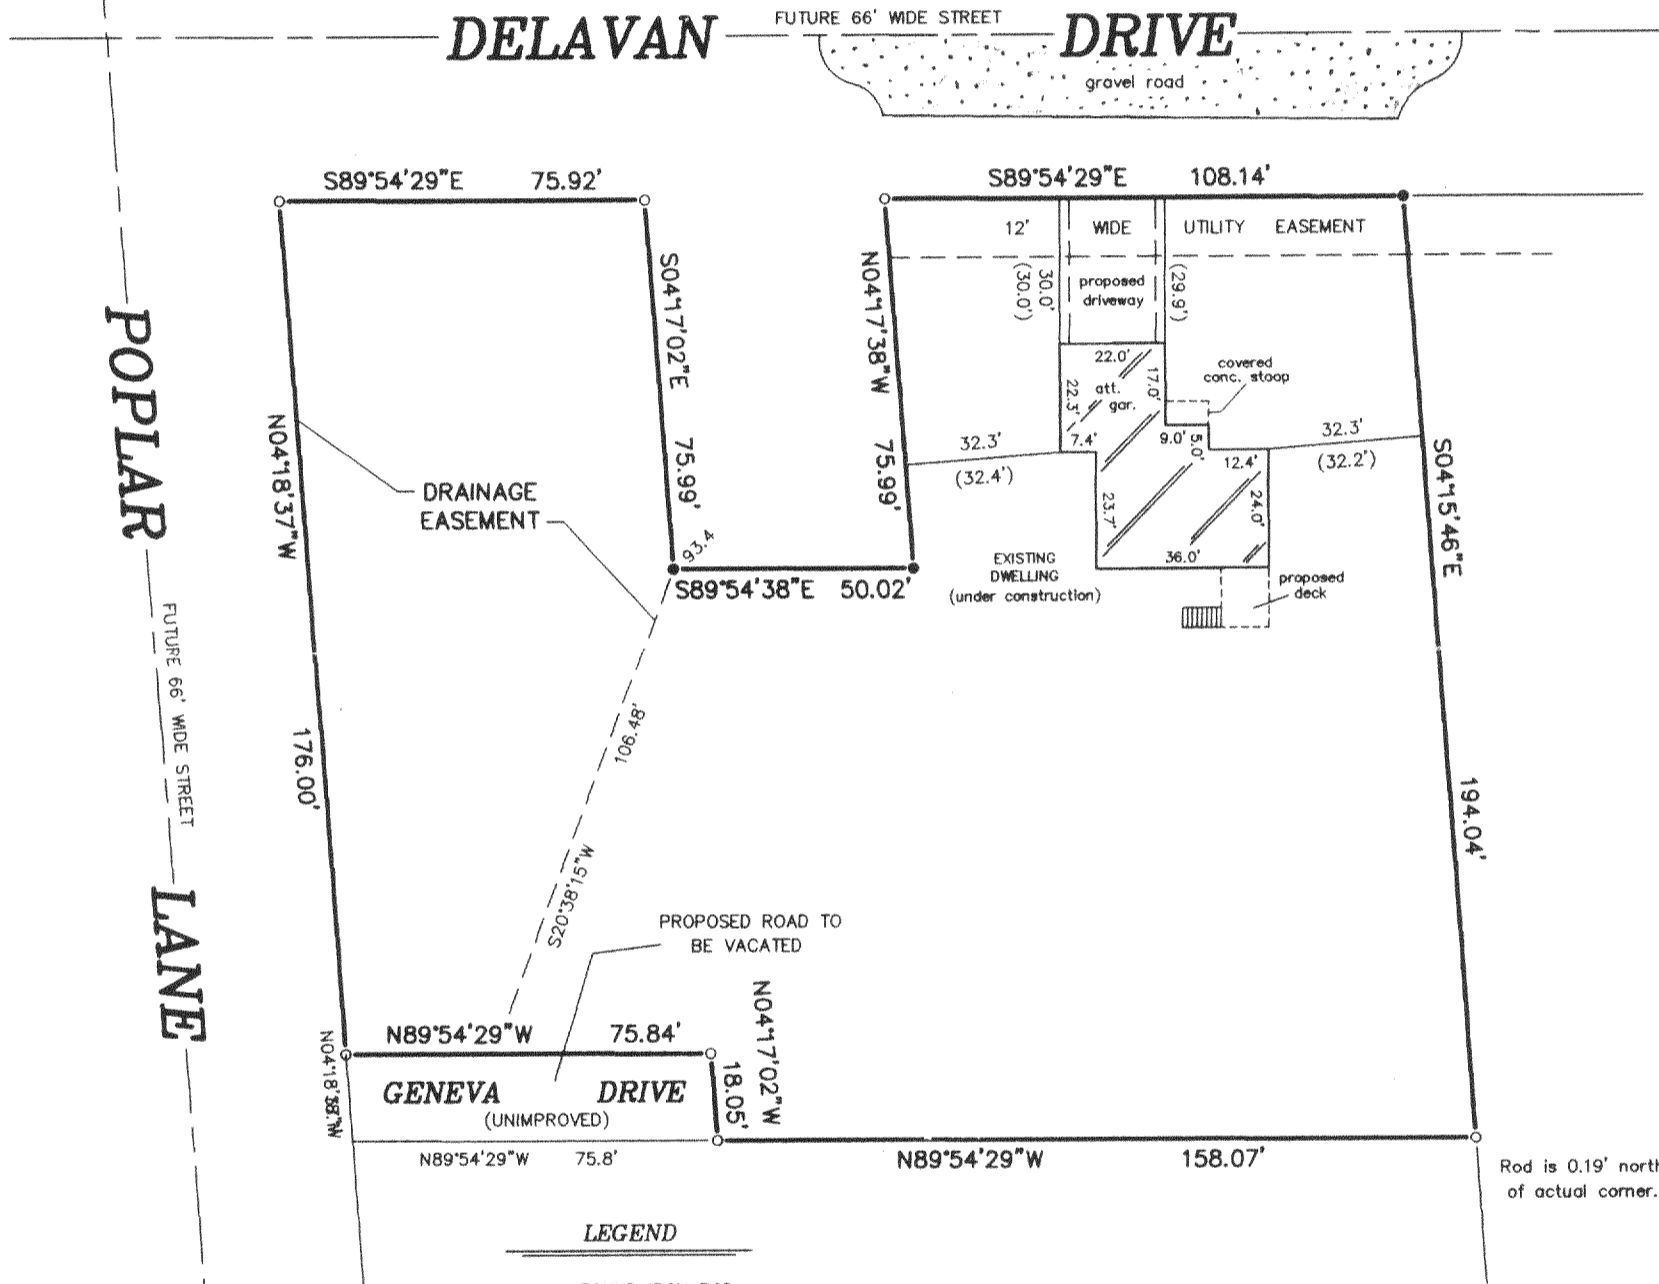 FUTURE 66' WIDE STREET
DELAVAN DRIVE
gravel road
S89°54'29"E 75.92'
S89°54'29"E 108.14'
12' WIDE UTILITY EASEMENT
S04°17'02"E 75.99'
N04°17'38"W 75.99'
30.0'
(30.0')
proposed
driveway
(29.9')
POPLAR LANE
FUTURE 66' WIDE STREET
N04°18'37"W 176.00'
22.0'
22.3'
att.
gar.
17.0'
covered
conc. stoop
7.4'
9.0'
5.0'
12.4'
32.3'
(32.4')
32.3'
(32.2')
S04°15'46"E 194.04'
DRAINAGE
EASEMENT
93.4
23.7'
24.0'
36.0'
EXISTING
DWELLING
(under construction)
proposed
deck
S89°54'38"E 50.02'
106.48'
S20°38'15"W
PROPOSED ROAD TO
BE VACATED
N89°54'29"W 75.84'
N04°17'02"W
18.05'
GENEVA DRIVE
(UNIMPROVED)
N89°54'29"W 75.8'
N89°54'29"W 158.07'
Rod is 0.19' north
of actual corner.
LEGEND